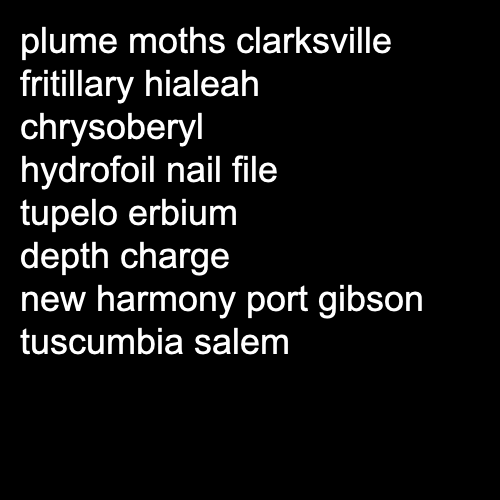 plume moths clarksville
fritillary hialeah
chrysoberyl
hydrofoil nail file
tupelo erbium
depth charge
new harmony port gibson
tuscumbia salem